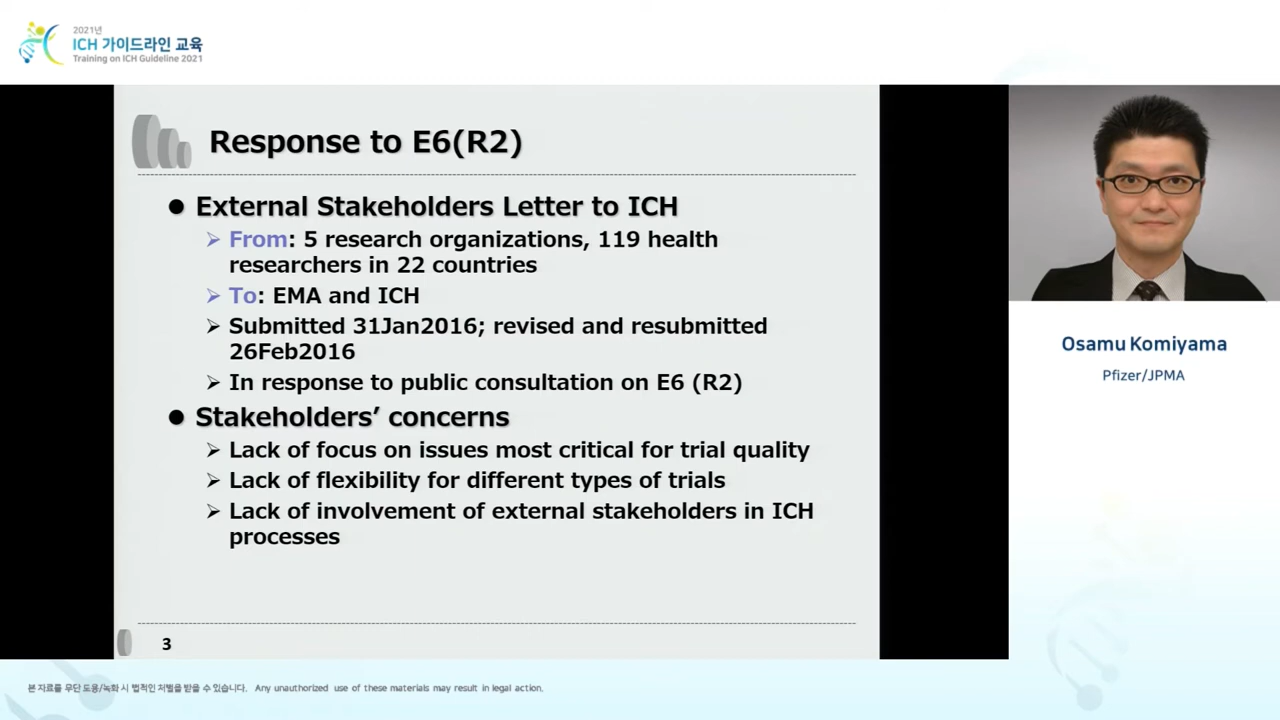 2021년
ICH 가이드라인 교육
Training on ICH Guideline 2021
Response to E6(R2)
● External Stakeholders Letter to ICH
➢ From: 5 research organizations, 119 health
researchers in 22 countries
➢ To: EMA and ICH
➢ Submitted 31Jan2016; revised and resubmitted
26Feb2016
➢ In response to public consultation on E6 (R2)
● Stakeholders’ concerns
➢ Lack of focus on issues most critical for trial quality
➢ Lack of flexibility for different types of trials
➢ Lack of involvement of external stakeholders in ICH
processes
3
Osamu Komiyama
Pfizer/JPMA
본 자료를 무단 도용/녹화 시 법적인 처벌을 받을 수 있습니다. Any unauthorized use of these materials may result in legal action.